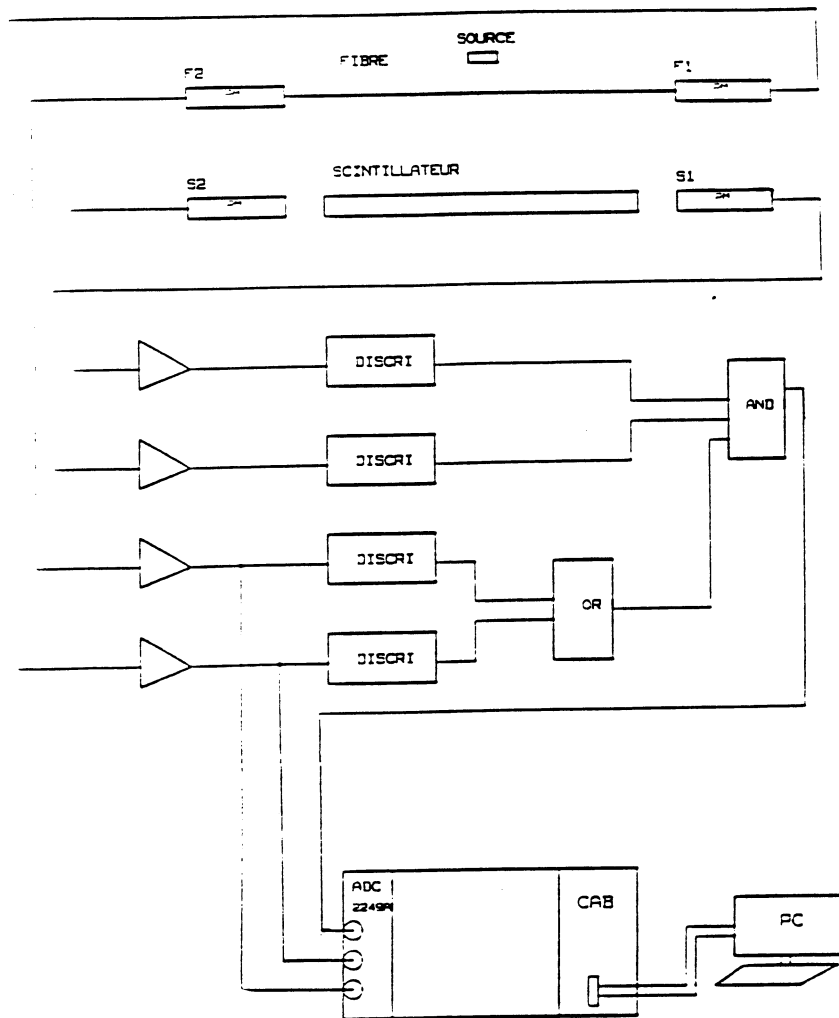 SOURCE
F2
FIBRE
F1
S2
SCINTILLATEUR
S1
DISCRI
AND
DISCRI
DISCRI
OR
DISCRI
ADC
2249A
CAB
PC